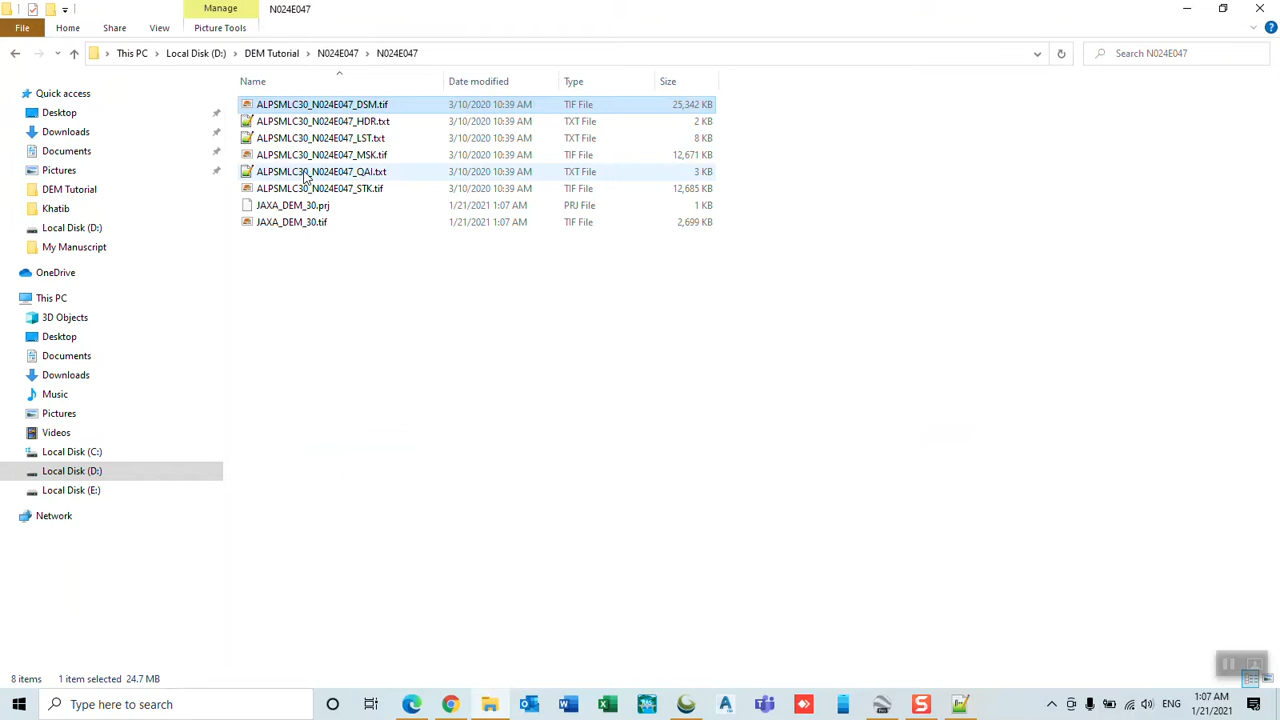 Manage
N024E047
File
Home
Share
View
Picture Tools
This PC
Local Disk (D:)
DEM Tutorial
N024E047
N024E047
Search N024E047
Name
Date modified
Type
Size
Quick access
Desktop
Downloads
Documents
Pictures
DEM Tutorial
Khatib
Local Disk (D:)
My Manuscript
OneDrive
This PC
3D Objects
Desktop
Documents
Downloads
Music
Pictures
Videos
Local Disk (C:)
Local Disk (D:)
Local Disk (E:)
Network
ALPSMLC30_N024E047_DSM.tif 3/10/2020 10:39 AM TIF File 25,342 KB
ALPSMLC30_N024E047_HDR.txt 3/10/2020 10:39 AM TXT File 2 KB
ALPSMLC30_N024E047_LST.txt 3/10/2020 10:39 AM TXT File 8 KB
ALPSMLC30_N024E047_MSK.tif 3/10/2020 10:39 AM TIF File 12,671 KB
ALPSMLC30_N024E047_QAI.txt 3/10/2020 10:39 AM TXT File 3 KB
ALPSMLC30_N024E047_STK.tif 3/10/2020 10:39 AM TIF File 12,685 KB
JAXA_DEM_30.prj 1/21/2021 1:07 AM PRJ File 1 KB
JAXA_DEM_30.tif 1/21/2021 1:07 AM TIF File 2,699 KB
8 items
1 item selected 24.7 MB
Type here to search
ENG
1:07 AM
1/21/2021